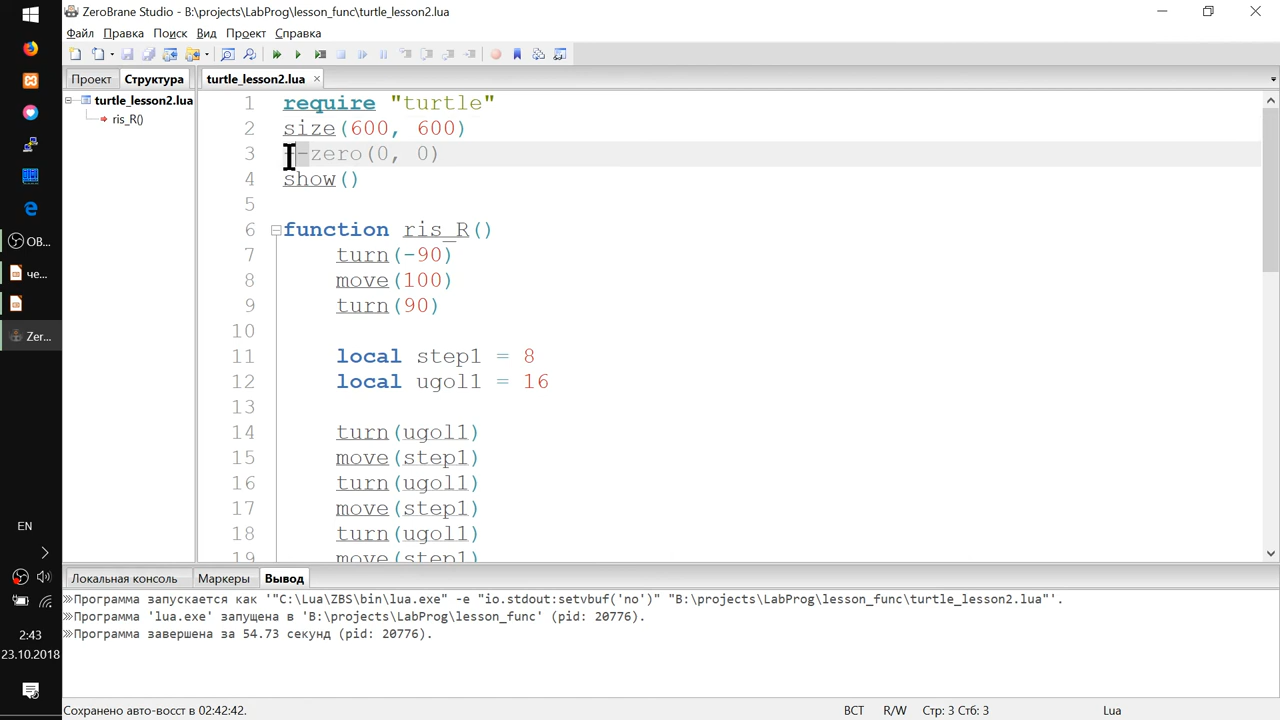 ZeroBrane Studio - B:\projects\LabProg\lesson_func\turtle_lesson2.lua
Файл Правка Поиск Вид Проект Справка
Проект Структура turtle_lesson2.lua
turtle_lesson2.lua
ris_R()
1 require "turtle"
2 size(600, 600)
3 --zero(0, 0)
4 show()
5
6 function ris_R()
7 turn(-90)
8 move(100)
9 turn(90)
10
11 local step1 = 8
12 local ugol1 = 16
13
14 turn(ugol1)
15 move(step1)
16 turn(ugol1)
17 move(step1)
18 turn(ugol1)
19 move(step1)
ОВ...
че...
Zer...
EN
2:43
23.10.2018
Локальная консоль Маркеры Вывод
Программа запускается как '"C:\Lua\ZBS\bin\lua.exe" -e "io.stdout:setvbuf('no')" "B:\projects\LabProg\lesson_func\turtle_lesson2.lua"'.
Программа 'lua.exe' запущена в 'B:\projects\LabProg\lesson_func' (pid: 20776).
Программа завершена за 54.73 секунд (pid: 20776).
Сохранено авто-восст в 02:42:42. ВСТ R/W Стр: 3 Стб: 3 Lua